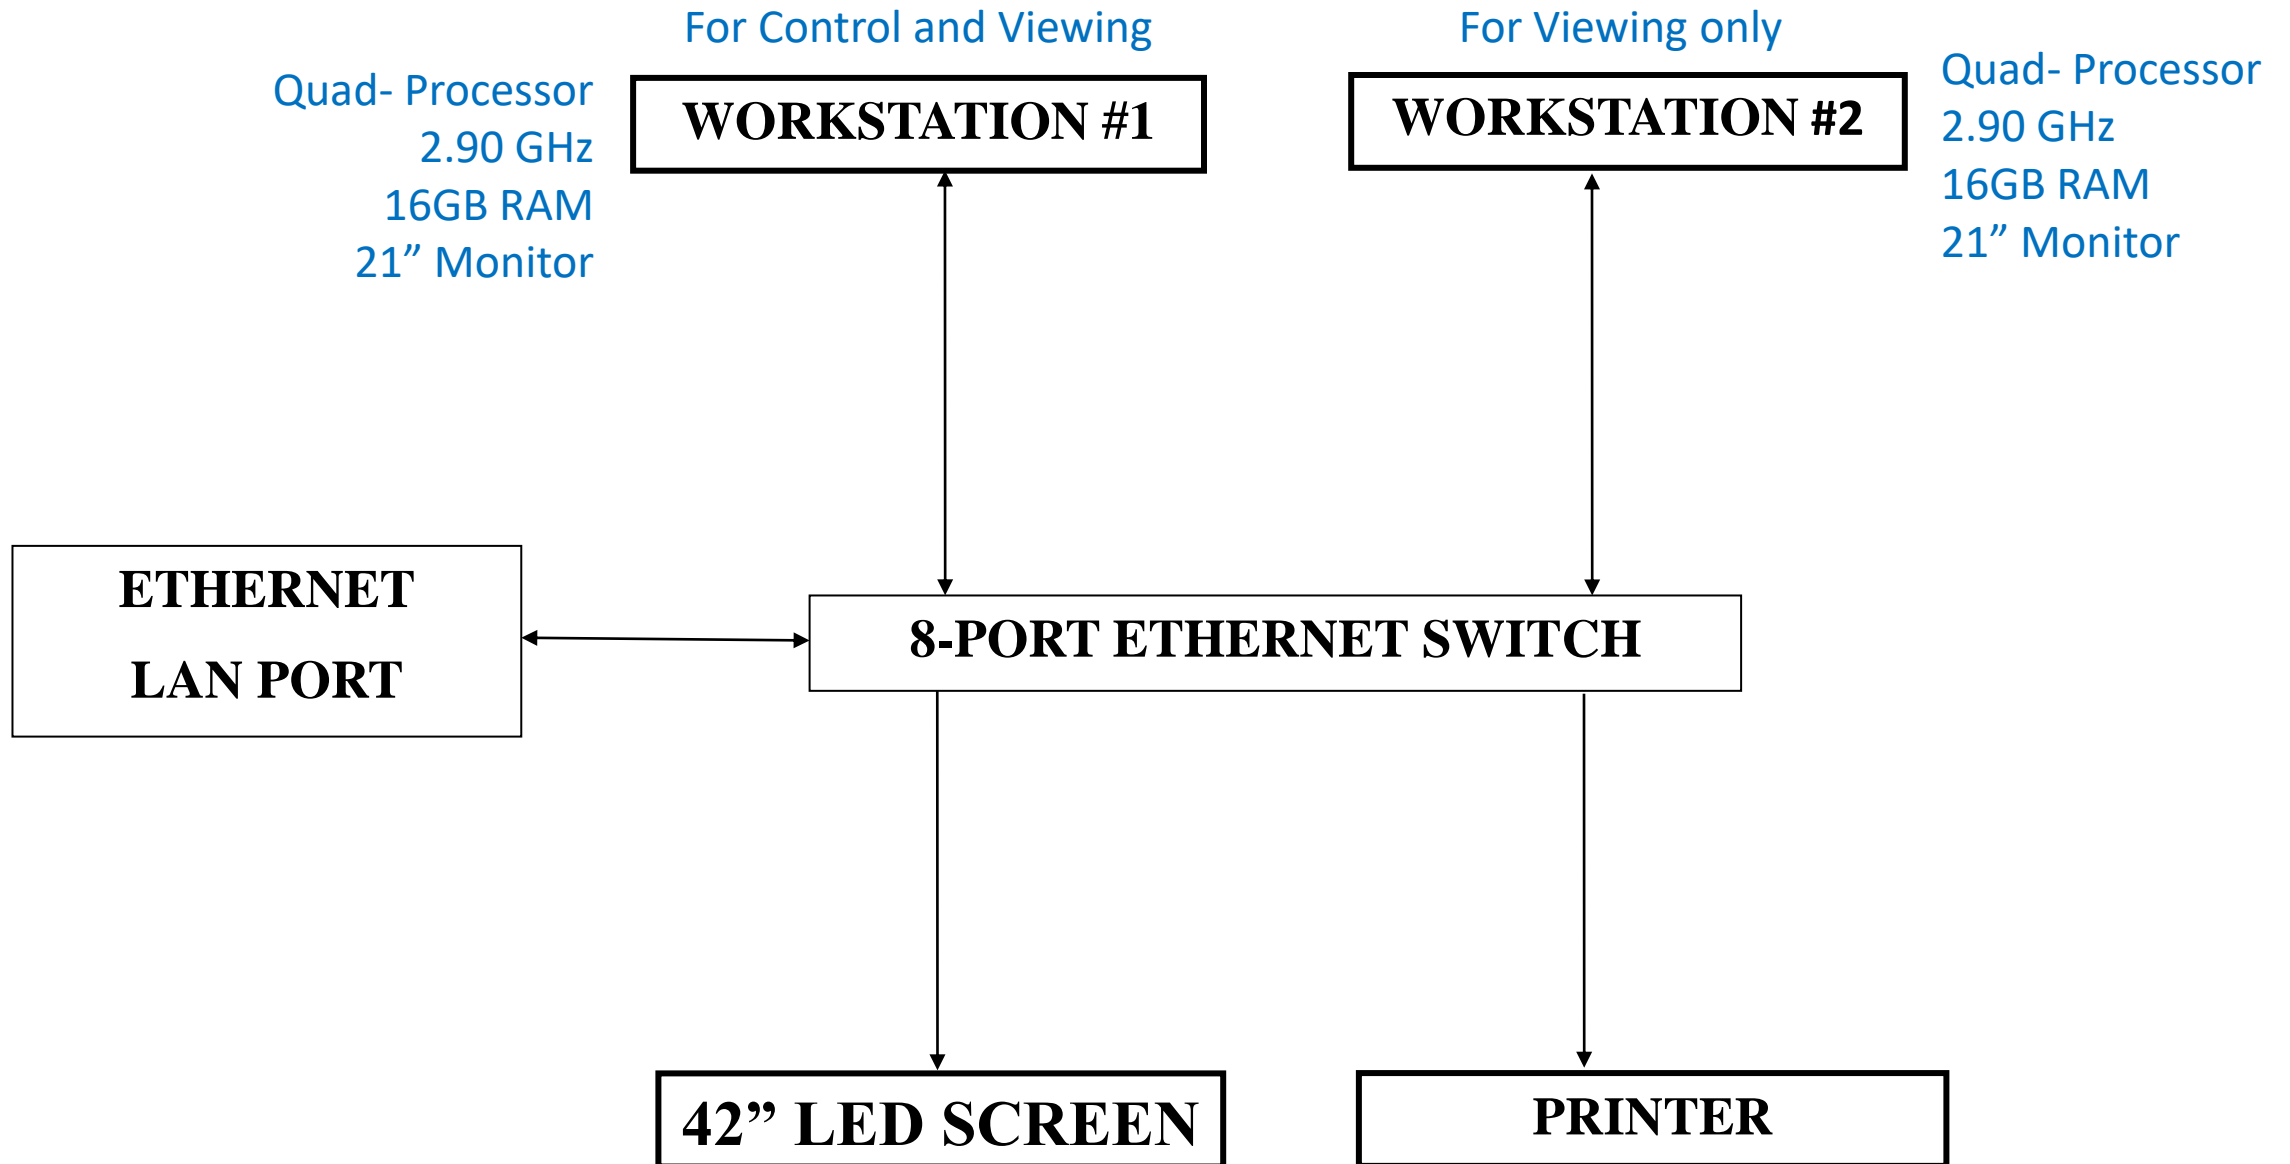 For Control and Viewing
For Viewing only
Quad- Processor
2.90 GHz
16GB RAM
21” Monitor
WORKSTATION #1
WORKSTATION #2
Quad- Processor
2.90 GHz
16GB RAM
21” Monitor
ETHERNET
LAN PORT
8-PORT ETHERNET SWITCH
42” LED SCREEN
PRINTER